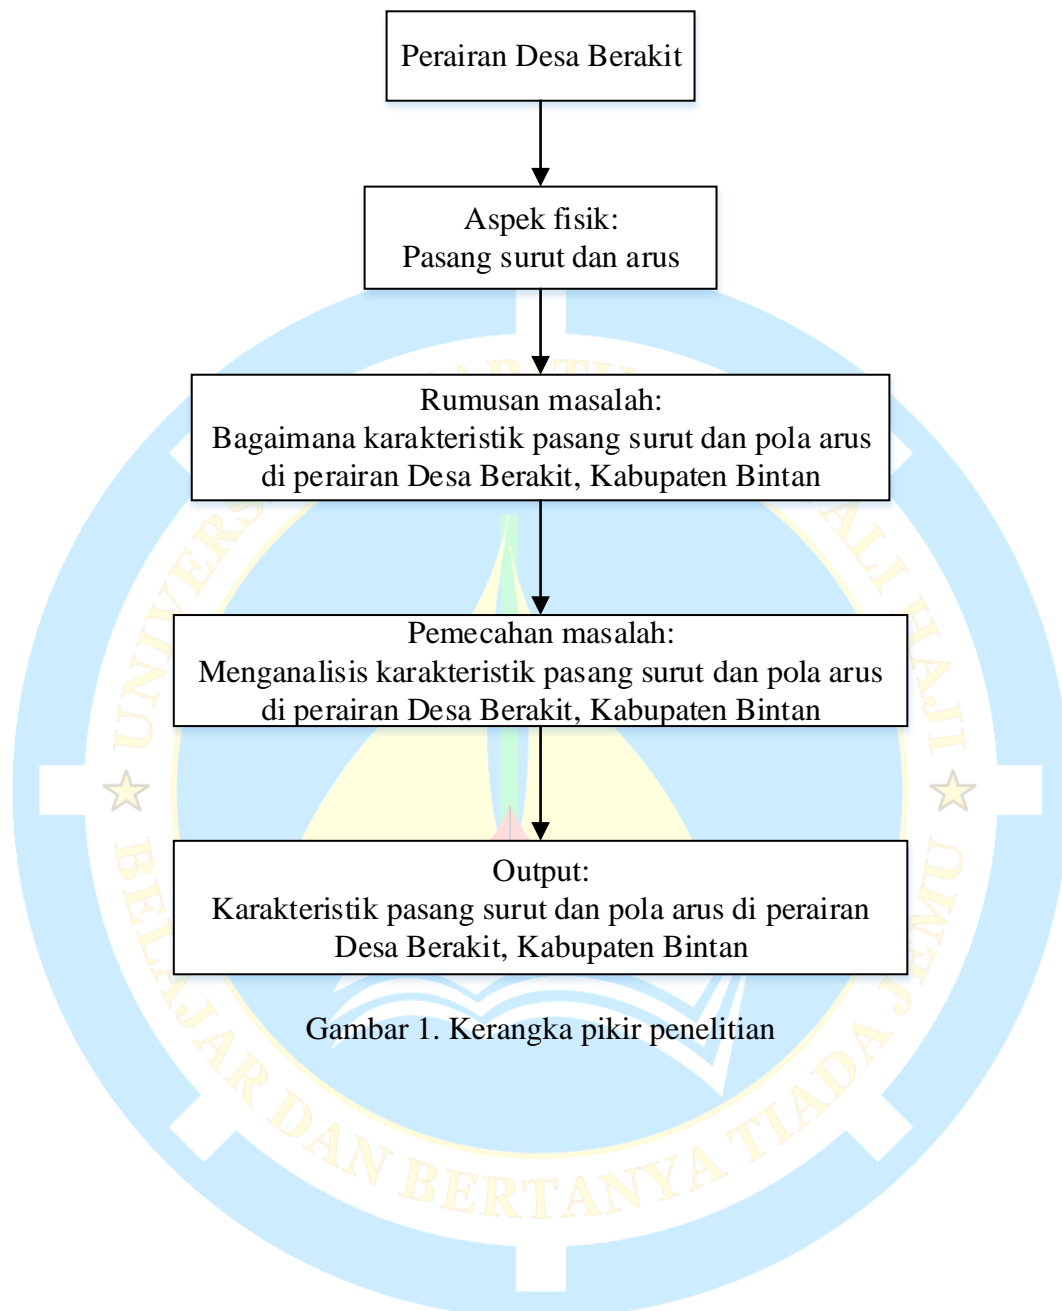 Perairan Desa Berakit
Aspek fisik:
Pasang surut dan arus
Rumusan masalah:
Bagaimana karakteristik pasang surut dan pola arus
di perairan Desa Berakit, Kabupaten Bintan
Pemecahan masalah:
Menganalisis karakteristik pasang surut dan pola arus
di perairan Desa Berakit, Kabupaten Bintan
Output:
Karakteristik pasang surut dan pola arus di perairan
Desa Berakit, Kabupaten Bintan
Gambar 1. Kerangka pikir penelitian
ALI HAJI
BELAJAR DAN BERTANYA TIADA JEMU